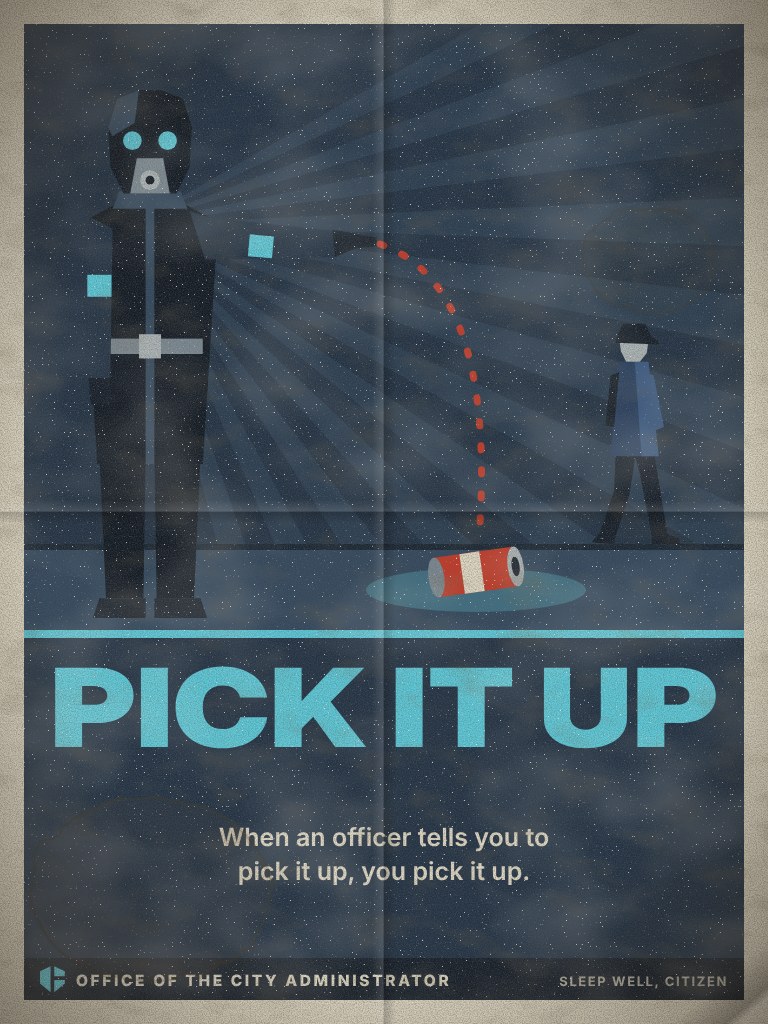 PICK IT UP
When an officer tells you to
pick it up, you pick it up.
OFFICE OF THE CITY ADMINISTRATOR
SLEEP WELL, CITIZEN